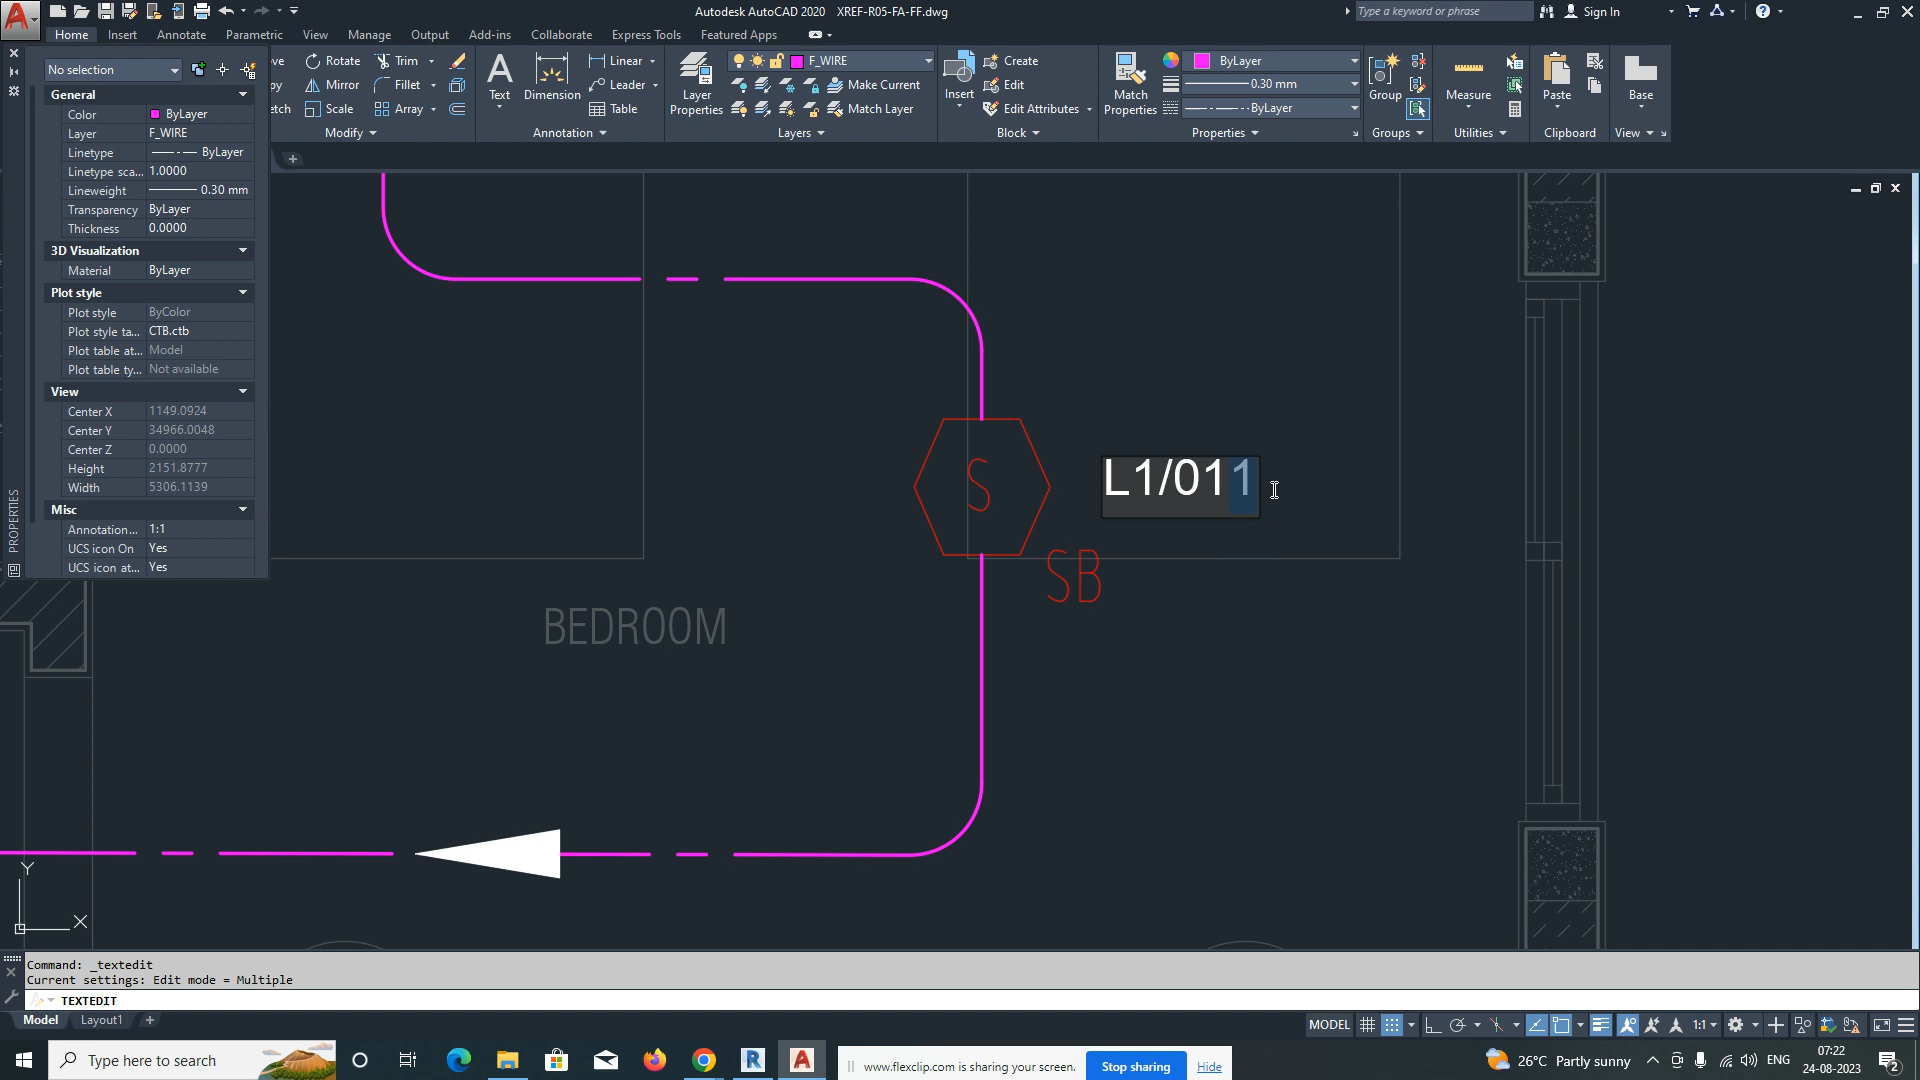 Autodesk AutoCAD 2020 XREF-R05-FA-FF.dwg
Type a keyword or phrase
Sign In
Home Insert Annotate Parametric View Manage Output Add-ins Collaborate Express Tools Featured Apps
No selection
General
Color ByLayer
Layer F_WIRE
Linetype ByLayer
Linetype sca... 1.0000
Lineweight 0.30 mm
Transparency ByLayer
Thickness 0.0000
3D Visualization
Material ByLayer
Plot style
Plot style ByColor
Plot style ta... CTB.ctb
Plot table at... Model
Plot table ty... Not available
View
Center X 1149.0924
Center Y 34966.0048
Center Z 0.0000
Height 2151.8777
Width 5306.1139
Misc
Annotation... 1:1
UCS icon On Yes
UCS icon at... Yes
PROPERTIES
Rotate Trim
Mirror Fillet
Scale Array
Modify
Text
Dimension
Linear
Leader
Table
Annotation
Layer Properties
F_WIRE
Make Current
Match Layer
Layers
Insert
Create
Edit
Edit Attributes
Block
Match Properties
ByLayer
0.30 mm
ByLayer
Properties
Group
Groups
Measure
Utilities
Paste
Clipboard
Base
View
S
L1/011
SB
BEDROOM
Y
X
Command: _textedit
Current settings: Edit mode = Multiple
TEXTEDIT
Model Layout1
MODEL
1:1
Type here to search
www.flexclip.com is sharing your screen.
Stop sharing
Hide
26°C Partly sunny
ENG
07:22
24-08-2023
2